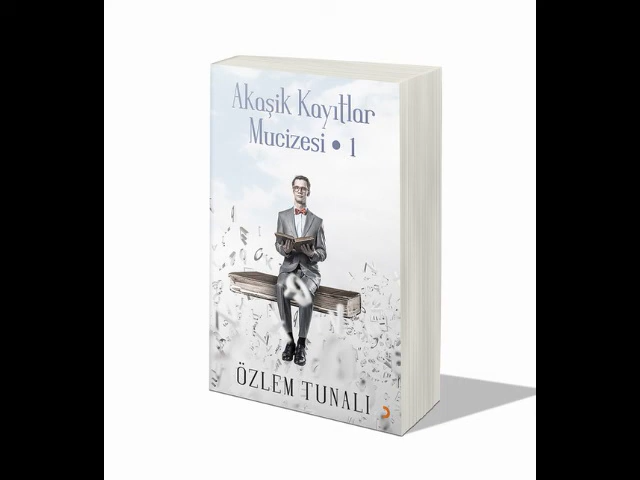 Akaşik Kayıtlar
Mucizesi • 1
ÖZLEM TUNALI